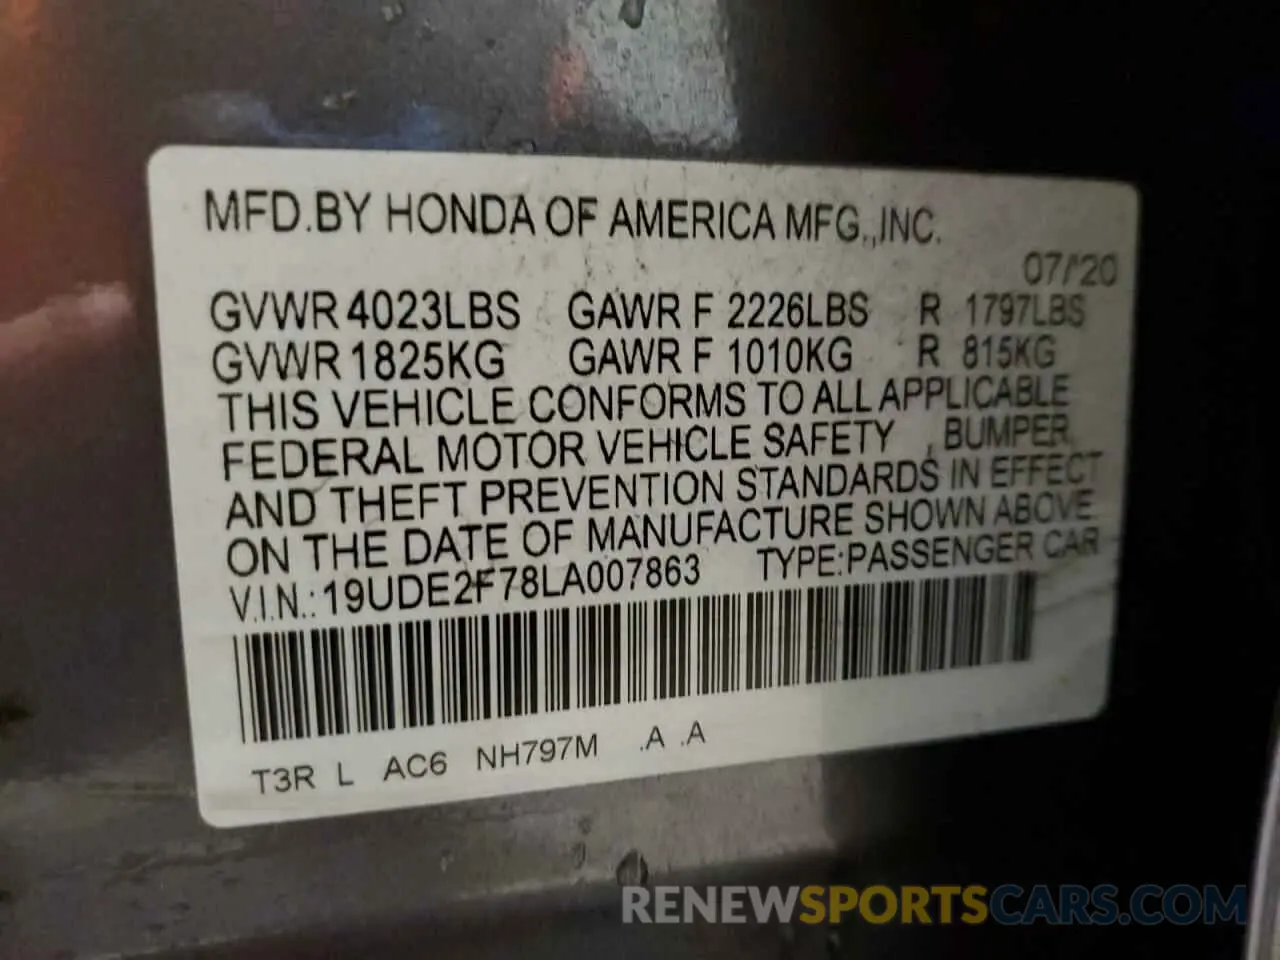 MFD.BY HONDA OF AMERICA MFG.,INC.
07/'20
GVWR 4023LBS GAWR F 2226LBS R 1797LBS
GVWR 1825KG GAWR F 1010KG R 815KG
THIS VEHICLE CONFORMS TO ALL APPLICABLE
FEDERAL MOTOR VEHICLE SAFETY , BUMPER
AND THEFT PREVENTION STANDARDS IN EFFECT
ON THE DATE OF MANUFACTURE SHOWN ABOVE.
V.I.N.:19UDE2F78LA007863 TYPE:PASSENGER CAR
T3R L AC6 NH797M .A .A
RENEWSPORTSCARS.COM